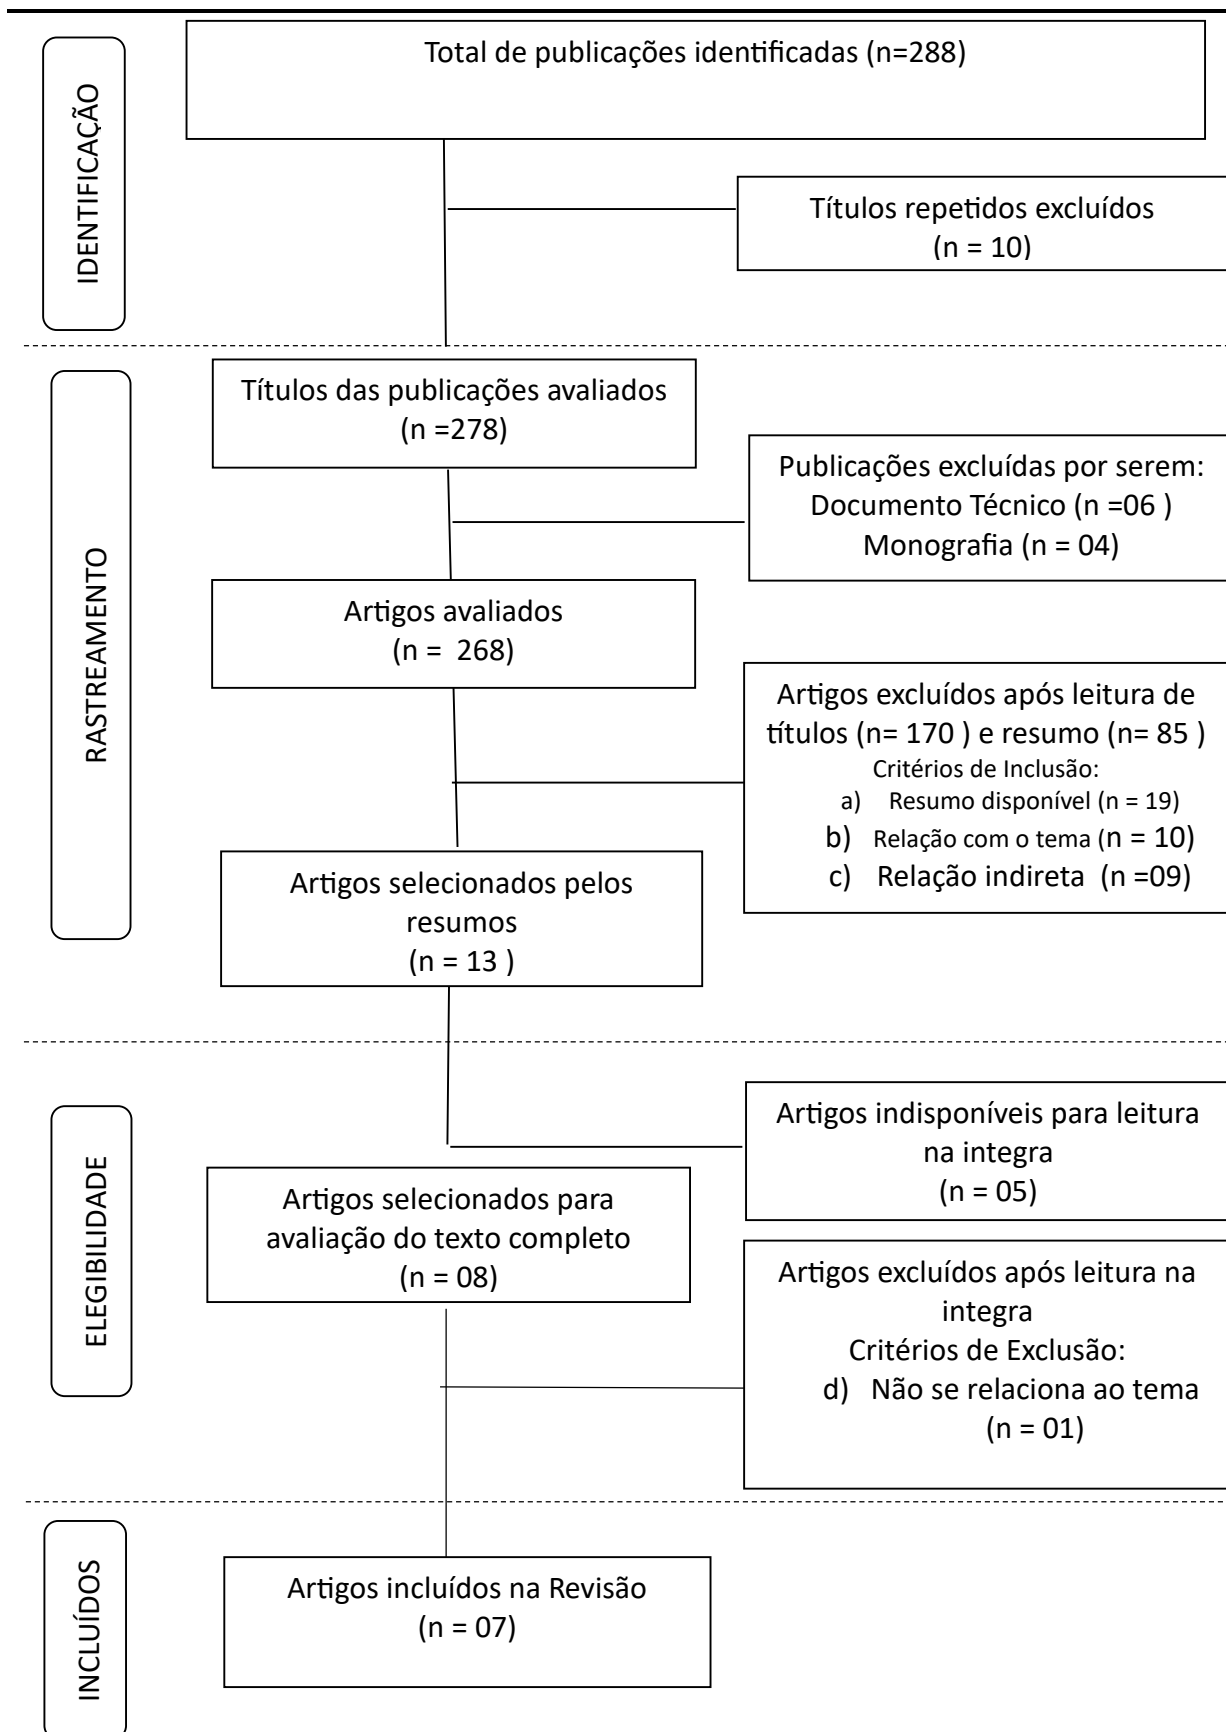 IDENTIFICAÇÃO
Total de publicações identificadas (n=288)
Títulos repetidos excluídos
(n = 10)
RASTREAMENTO
Títulos das publicações avaliados
(n =278)
Publicações excluídas por serem:
Documento Técnico (n =06 )
Monografia (n = 04)
Artigos avaliados
(n =  268)
Artigos excluídos após leitura de
títulos (n= 170 ) e resumo (n= 85 )
Critérios de Inclusão:
a) Resumo disponível (n = 19)
b) Relação com o tema (n = 10)
c) Relação indireta  (n =09)
Artigos selecionados pelos
resumos
(n = 13 )
ELEGIBILIDADE
Artigos indisponíveis para leitura
na integra
(n = 05)
Artigos selecionados para
avaliação do texto completo
(n = 08)
Artigos excluídos após leitura na
integra
Critérios de Exclusão:
d) Não se relaciona ao tema
(n = 01)
INCLUÍDOS
Artigos incluídos na Revisão
(n = 07)